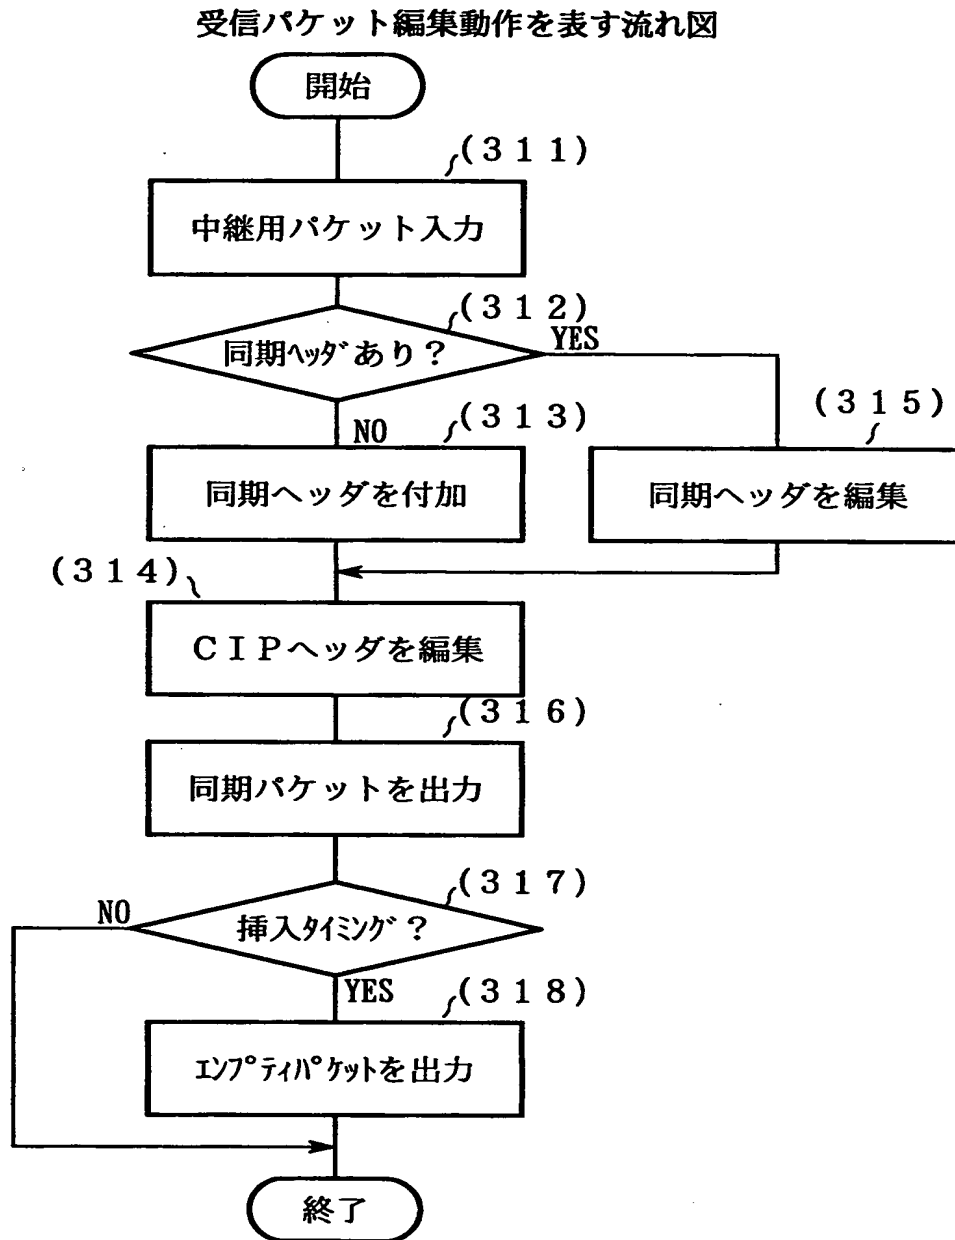 受信パケット編集動作を表す流れ図
開始
(３１１)
中継用パケット入力
(３１２)
同期ﾍｯﾀﾞあり？
YES
NO
(３１３)
(３１５)
同期ヘッダを付加
同期ヘッダを編集
(３１４)
ＣＩＰヘッダを編集
(３１６)
同期パケットを出力
(３１７)
NO
挿入ﾀｲﾐﾝｸﾞ？
YES
(３１８)
ｴﾝﾌﾟﾃｨﾊﾟｹｯﾄを出力
終了